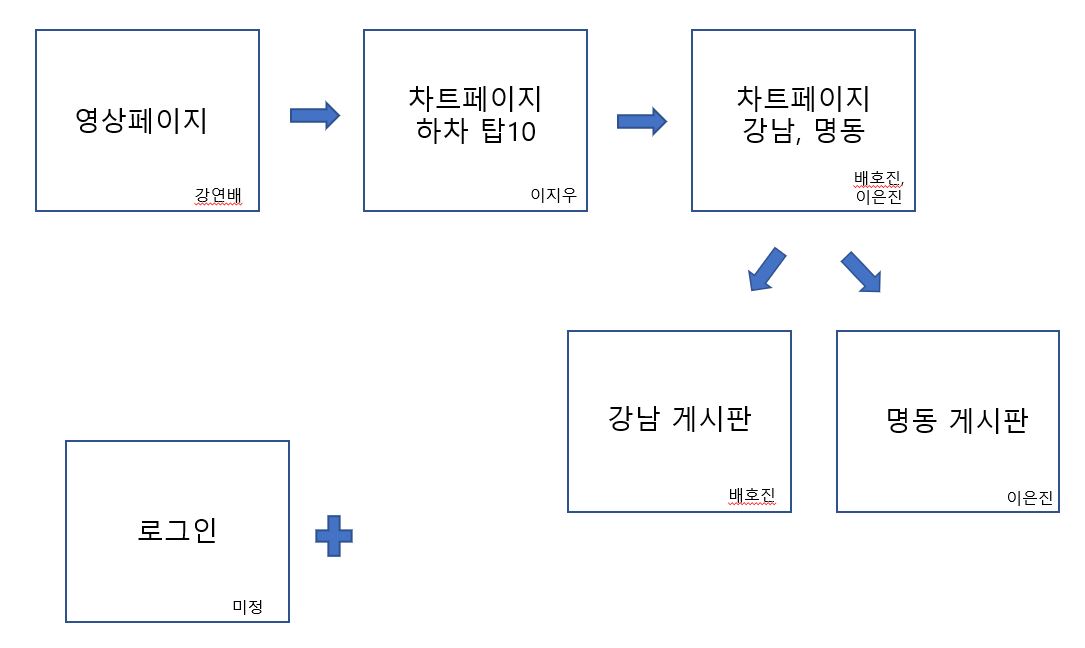 영상페이지
강연배
차트페이지
하차 탑10
이지우
차트페이지
강남, 명동
배호진,
이은진
강남 게시판
배호진
명동 게시판
이은진
로그인
미정